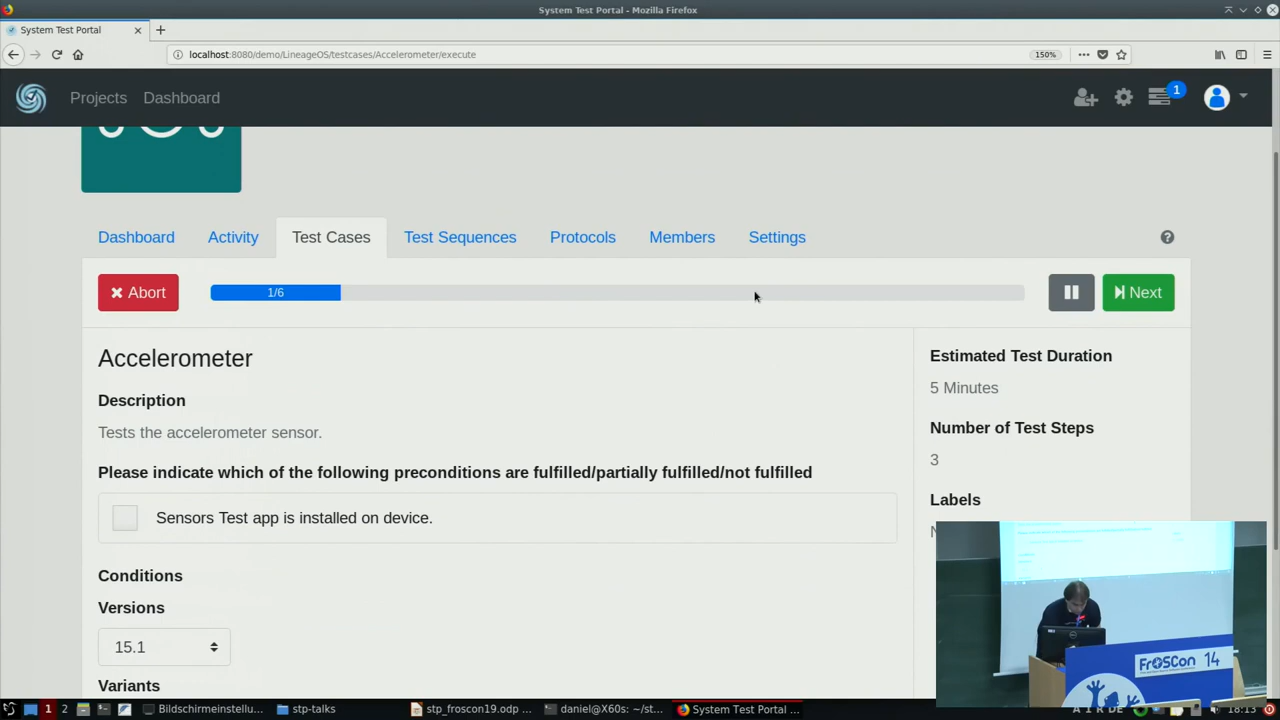 System Test Portal - Mozilla Firefox
System Test Portal
localhost:8080/demo/LineageOS/testcases/Accelerometer/execute
150%
Projects Dashboard
1
Dashboard Activity Test Cases Test Sequences Protocols Members Settings
Abort
1/6
Next
Accelerometer
Description
Tests the accelerometer sensor.
Please indicate which of the following preconditions are fulfilled/partially fulfilled/not fulfilled
Sensors Test app is installed on device.
Conditions
Versions
15.1
Variants
Estimated Test Duration
5 Minutes
Number of Test Steps
3
Labels
FrOSCon 14
1 2 Bildschirmeinstellu... stp-talks stp_froscon19.odp ... daniel@X60s: ~/st... System Test Portal ... 18:13